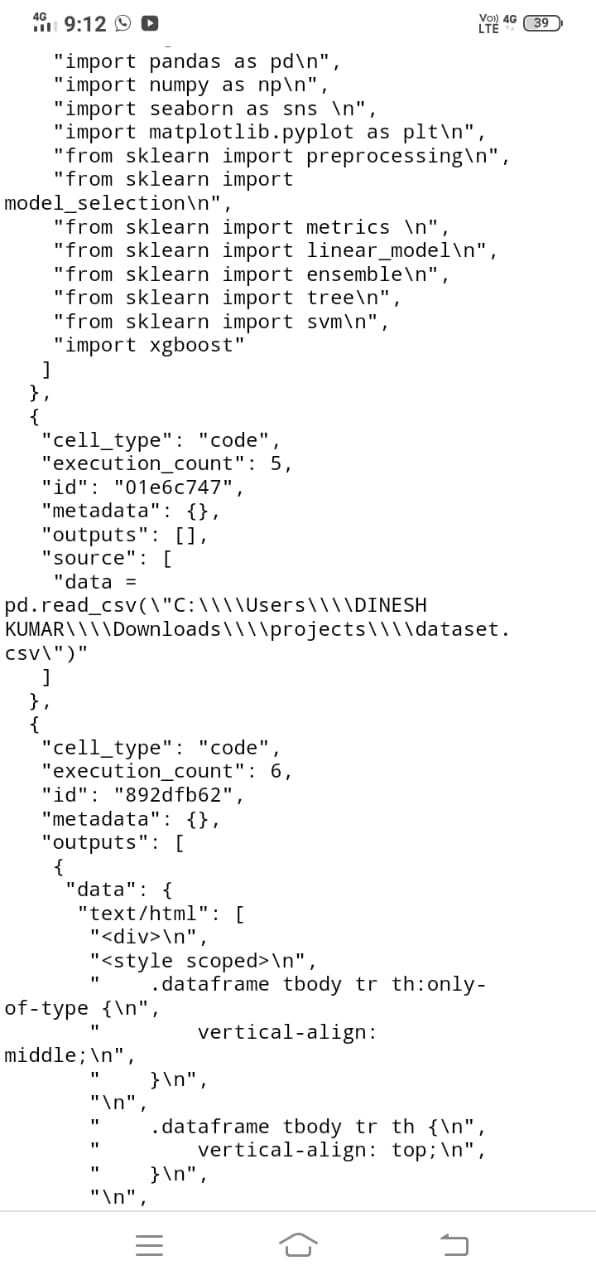 4G 9:12 Vo)) 4G LTE 39
"import pandas as pd\n",
"import numpy as np\n",
"import seaborn as sns \n",
"import matplotlib.pyplot as plt\n",
"from sklearn import preprocessing\n",
"from sklearn import
model_selection\n",
"from sklearn import metrics \n",
"from sklearn import linear_model\n",
"from sklearn import ensemble\n",
"from sklearn import tree\n",
"from sklearn import svm\n",
"import xgboost"
]
},
{
"cell_type": "code",
"execution_count": 5,
"id": "01e6c747",
"metadata": {},
"outputs": [],
"source": [
"data =
pd.read_csv(\"C:\\\\Users\\\\DINESH
KUMAR\\\\Downloads\\\\projects\\\\dataset.
csv\")"
]
},
{
"cell_type": "code",
"execution_count": 6,
"id": "892dfb62",
"metadata": {},
"outputs": [
{
"data": {
"text/html": [
"<div>\n",
"<style scoped>\n",
"    .dataframe tbody tr th:only-
of-type {\n",
"        vertical-align:
middle;\n",
"    }\n",
"\n",
"    .dataframe tbody tr th {\n",
"        vertical-align: top;\n",
"    }\n",
"\n",